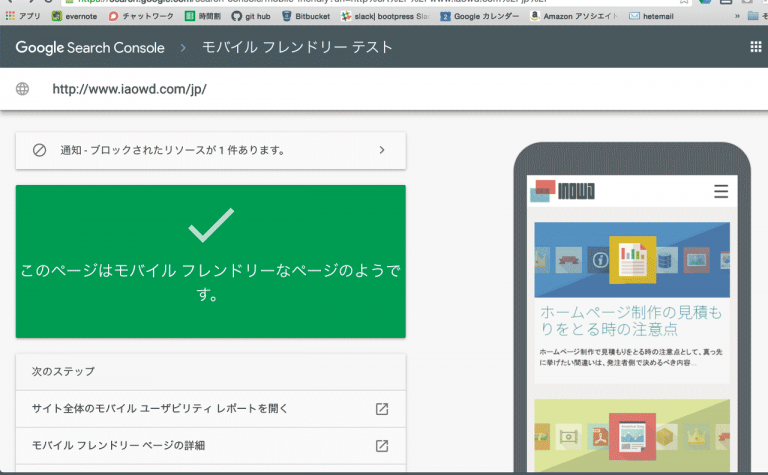 アプリ evernote チャットワーク 時間割 git hub Bitbucket slack| bootpress Sla Google カレンダー Amazon アソシエイト hetemail »
Google Search Console > モバイル フレンドリー テスト
http://www.iaowd.com/jp/
通知 - ブロックされたリソースが 1 件あります。
このページはモバイル フレンドリーなページのようで
す。
次のステップ
サイト全体のモバイル ユーザビリティ レポートを開く
モバイル フレンドリー ページの詳細
ホームページ制作の見積も
りをとる時の注意点
ホームページ制作で見積もりをとる時の注意点として、真っ先
に挙げたい間違いは、発注者側で決めるべき内容...